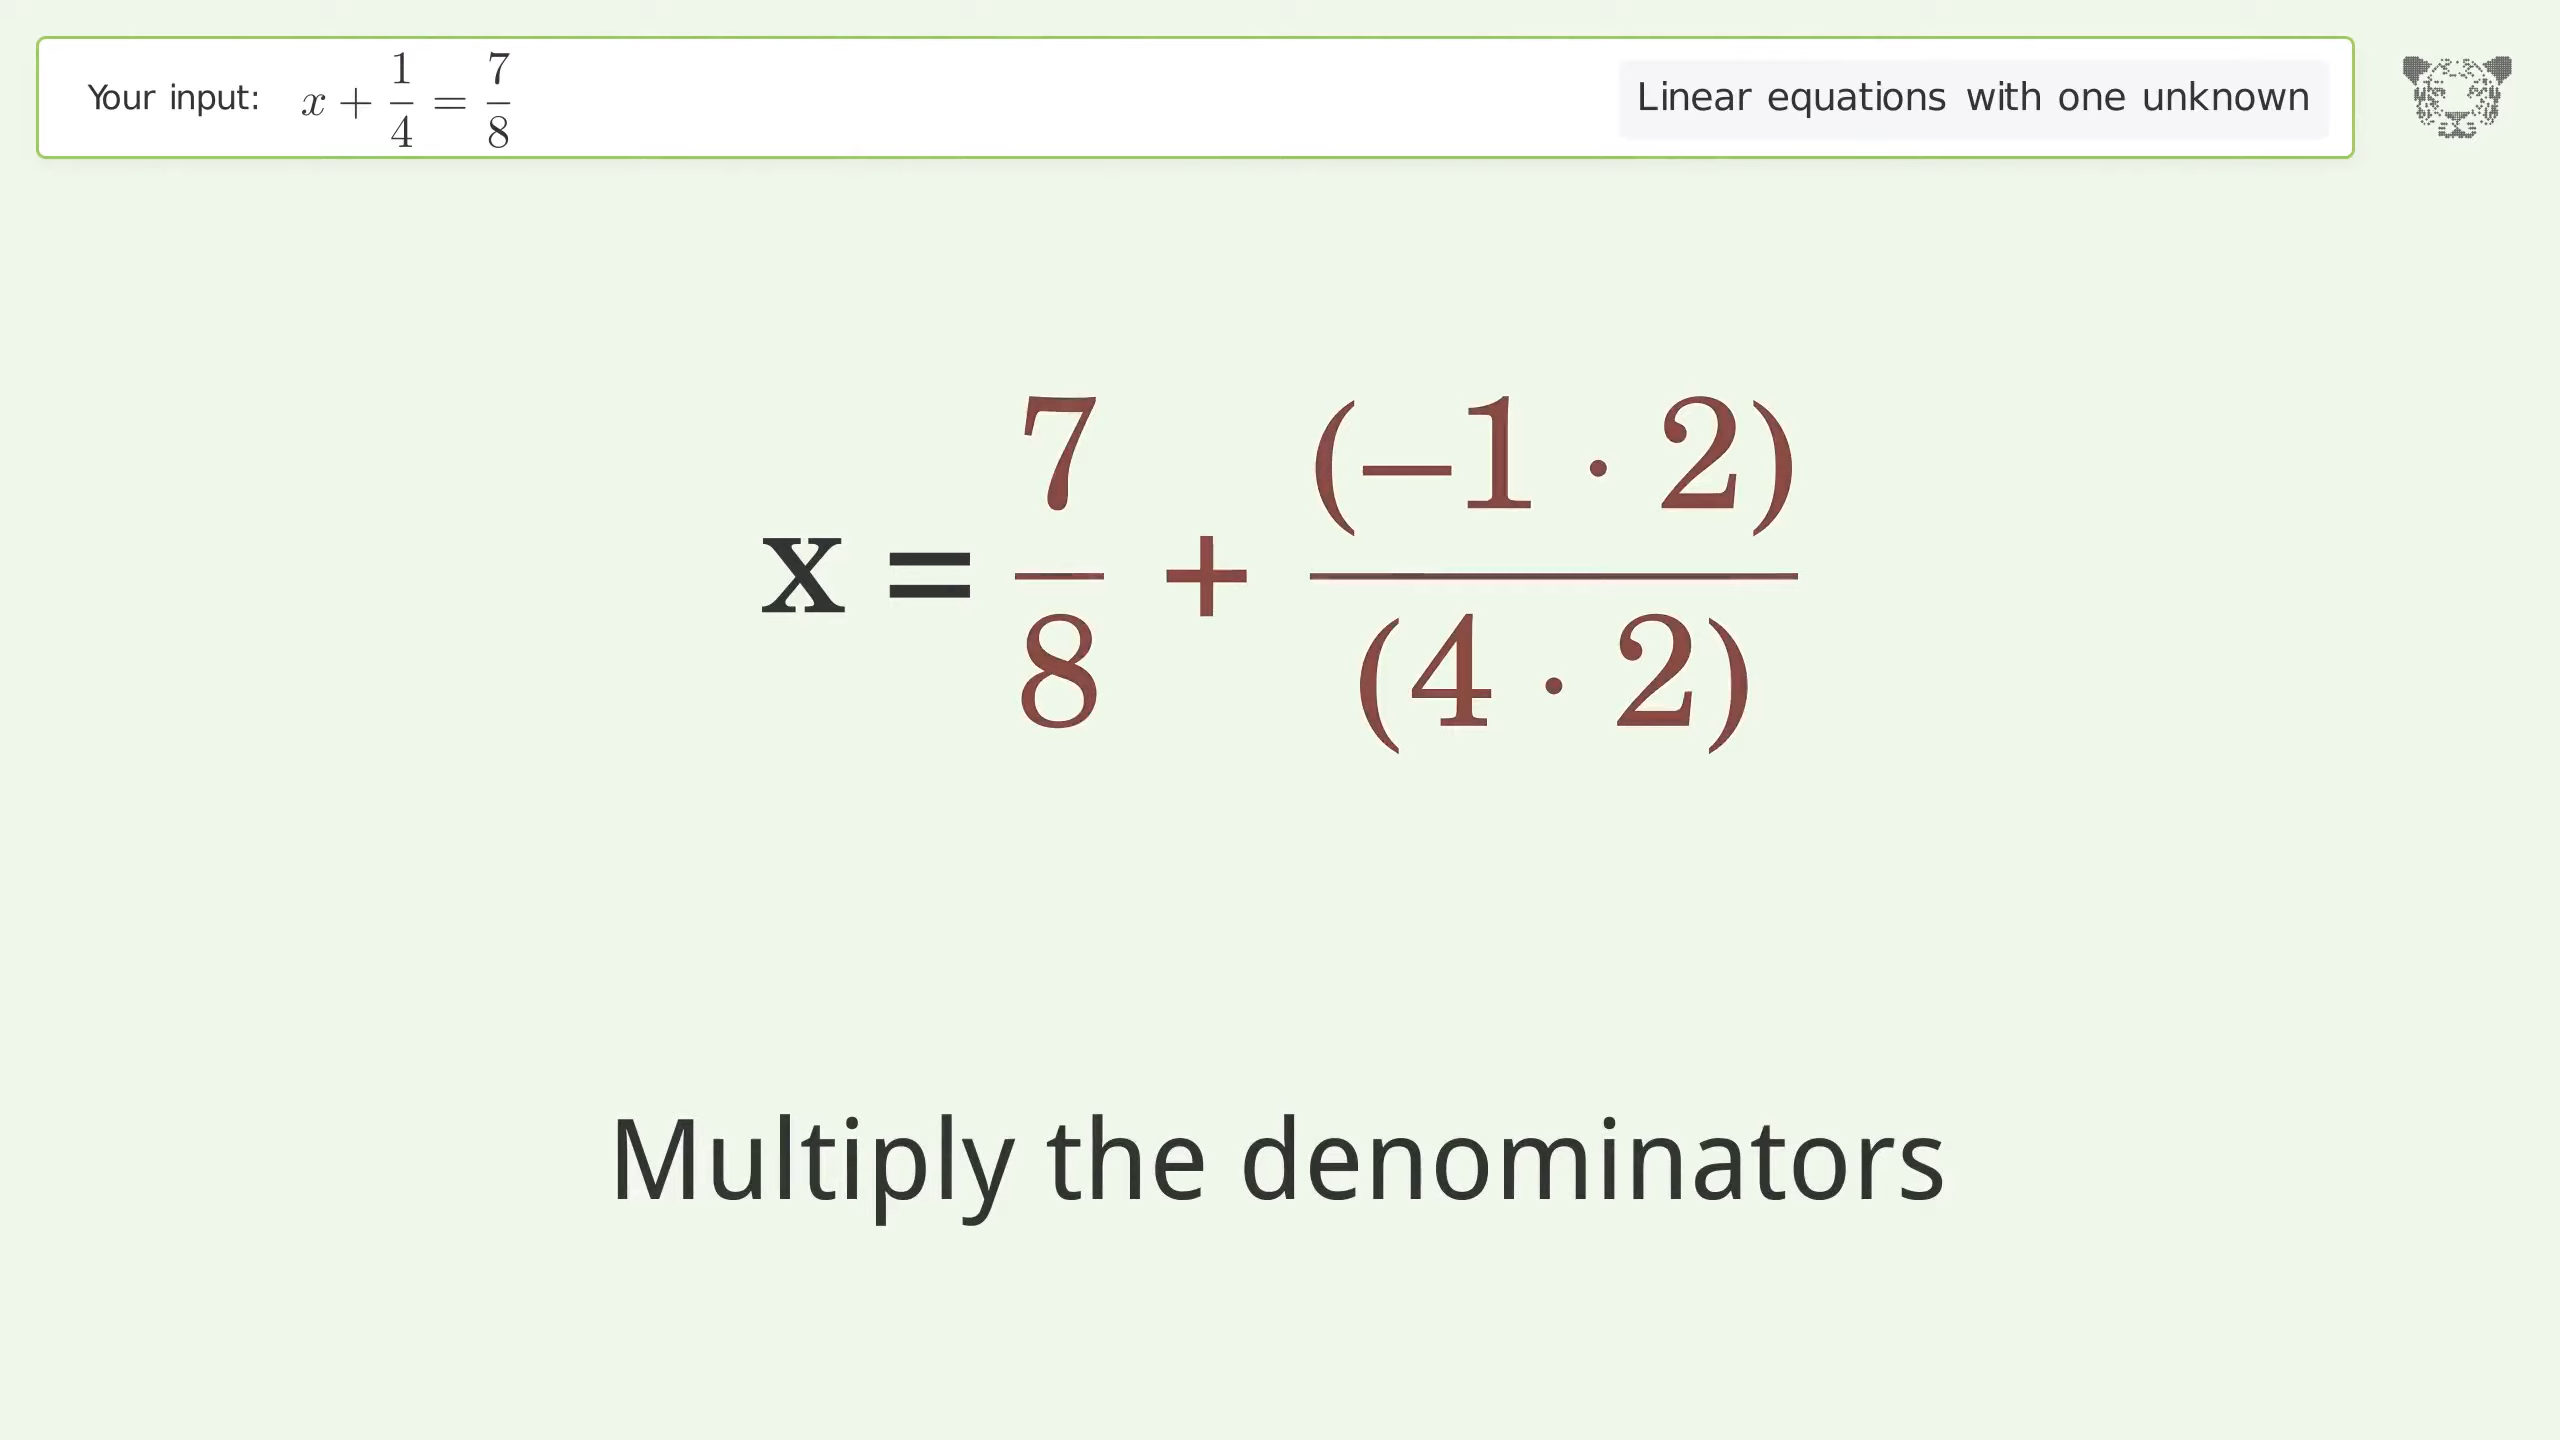 Your input: x + 1/4 = 7/8
Linear equations with one unknown
x = 7/8 + (−1 · 2)/(4 · 2)
Multiply the denominators